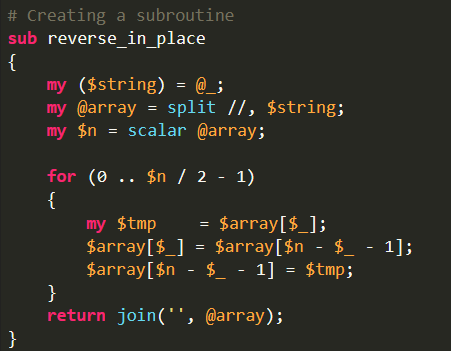 # Creating a subroutine
sub reverse_in_place
{
    my ($string) = @_;
    my @array = split //, $string;
    my $n = scalar @array;

    for (0 .. $n / 2 - 1)
    {
        my $tmp     = $array[$_];
        $array[$_] = $array[$n - $_ - 1];
        $array[$n - $_ - 1] = $tmp;
    }
    return join('', @array);
}